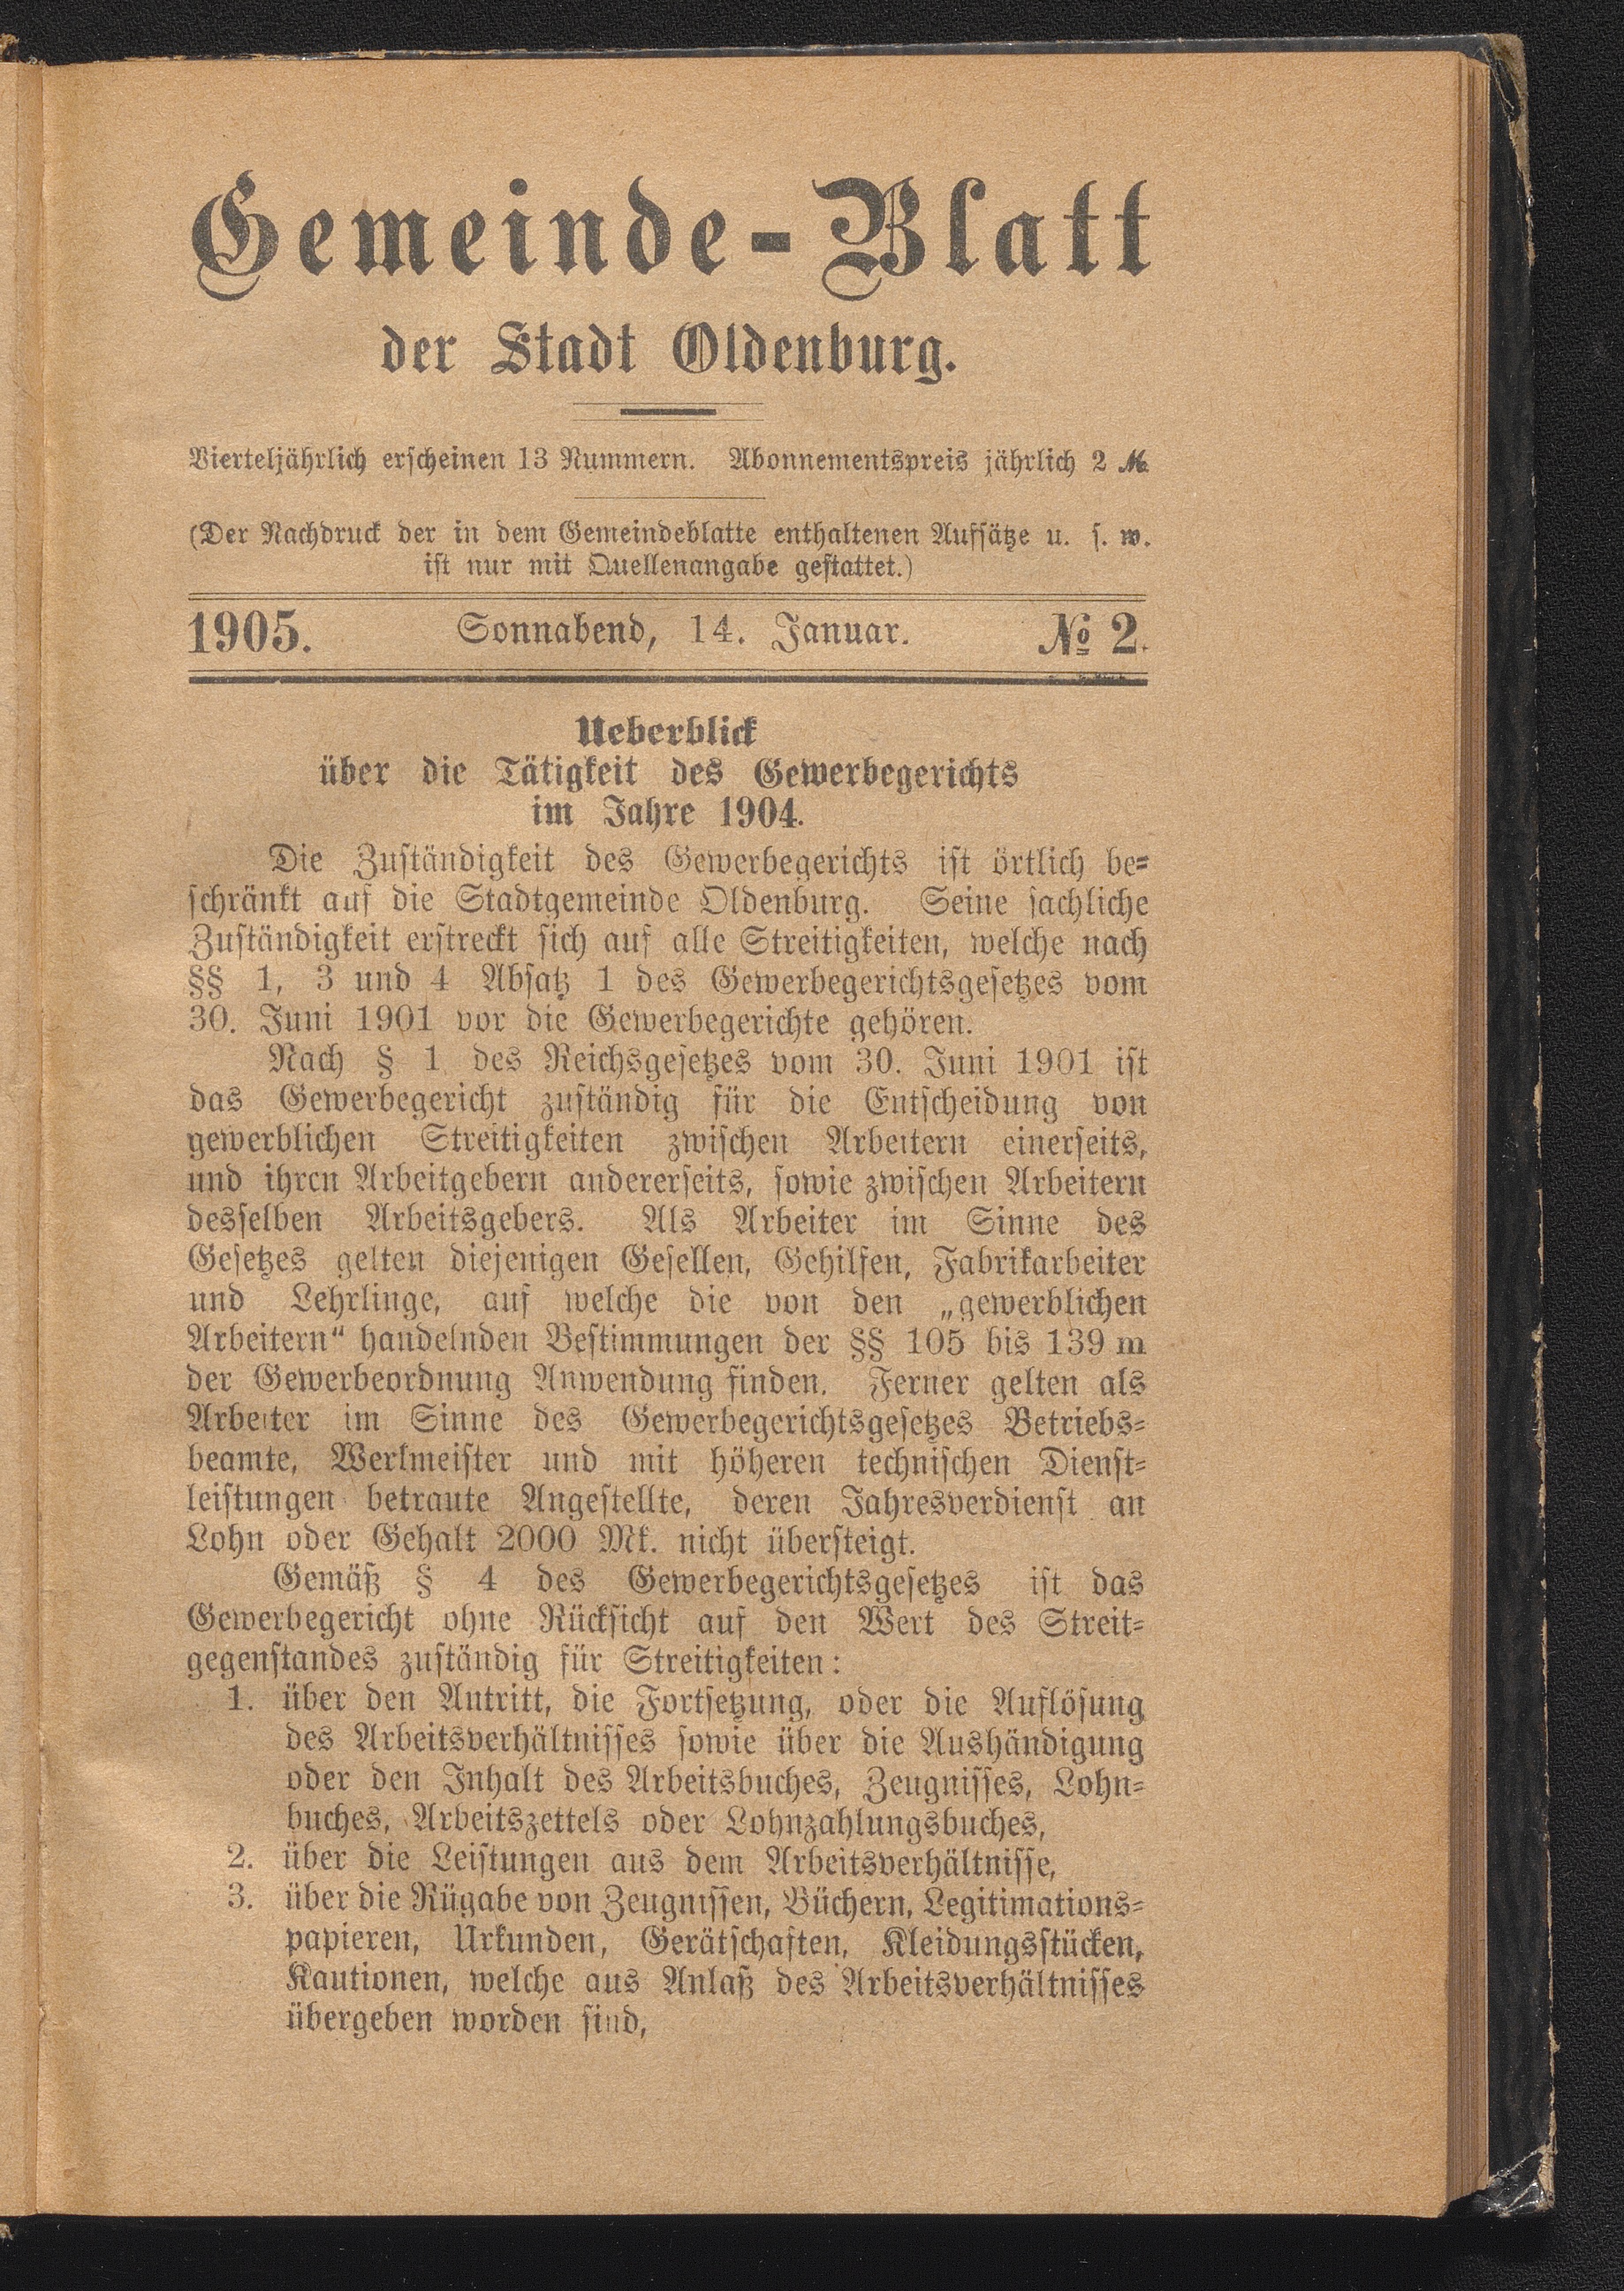 Gemeinde-Blatt
der Stadt Oldenburg.
Vierteljährlich erscheinen 13 Nummern. Abonnementspreis jährlich 2 ℳ
(Der Nachdruck der in dem Gemeindeblatte enthaltenen Aufsätze u. s. w.
ist nur mit Quellenangabe gestattet.)
1905. Sonnabend, 14. Januar. № 2.
Ueberblick
über die Tätigkeit des Gewerbegerichts
im Jahre 1904.
Die Zuständigkeit des Gewerbegerichts ist örtlich be-
schränkt auf die Stadtgemeinde Oldenburg. Seine sachliche
Zuständigkeit erstreckt sich auf alle Streitigkeiten, welche nach
§§ 1, 3 und 4 Absatz 1 des Gewerbegerichtsgesetzes vom
30. Juni 1901 vor die Gewerbegerichte gehören.
Nach § 1 des Reichsgesetzes vom 30. Juni 1901 ist
das Gewerbegericht zuständig für die Entscheidung von
gewerblichen Streitigkeiten zwischen Arbeitern einerseits,
und ihren Arbeitgebern andererseits, sowie zwischen Arbeitern
desselben Arbeitsgebers. Als Arbeiter im Sinne des
Gesetzes gelten diejenigen Gesellen, Gehilfen, Fabrikarbeiter
und Lehrlinge, auf welche die von den „gewerblichen
Arbeitern“ handelnden Bestimmungen der §§ 105 bis 139 m
der Gewerbeordnung Anwendung finden. Ferner gelten als
Arbeiter im Sinne des Gewerbegerichtsgesetzes Betriebs-
beamte, Werkmeister und mit höheren technischen Dienst-
leistungen betraute Angestellte, deren Jahresverdienst an
Lohn oder Gehalt 2000 Mk. nicht übersteigt.
Gemäß § 4 des Gewerbegerichtsgesetzes ist das
Gewerbegericht ohne Rücksicht auf den Wert des Streit-
gegenstandes zuständig für Streitigkeiten:
1. über den Antritt, die Fortsetzung, oder die Auflösung
des Arbeitsverhältnisses sowie über die Aushändigung
oder den Inhalt des Arbeitsbuches, Zeugnisses, Lohn-
buches, Arbeitszettels oder Lohnzahlungsbuches,
2. über die Leistungen aus dem Arbeitsverhältnisse,
3. über die Rügabe von Zeugnissen, Büchern, Legitimations-
papieren, Urkunden, Gerätschaften, Kleidungsstücken,
Kautionen, welche aus Anlaß des Arbeitsverhältnisses
übergeben worden sind,